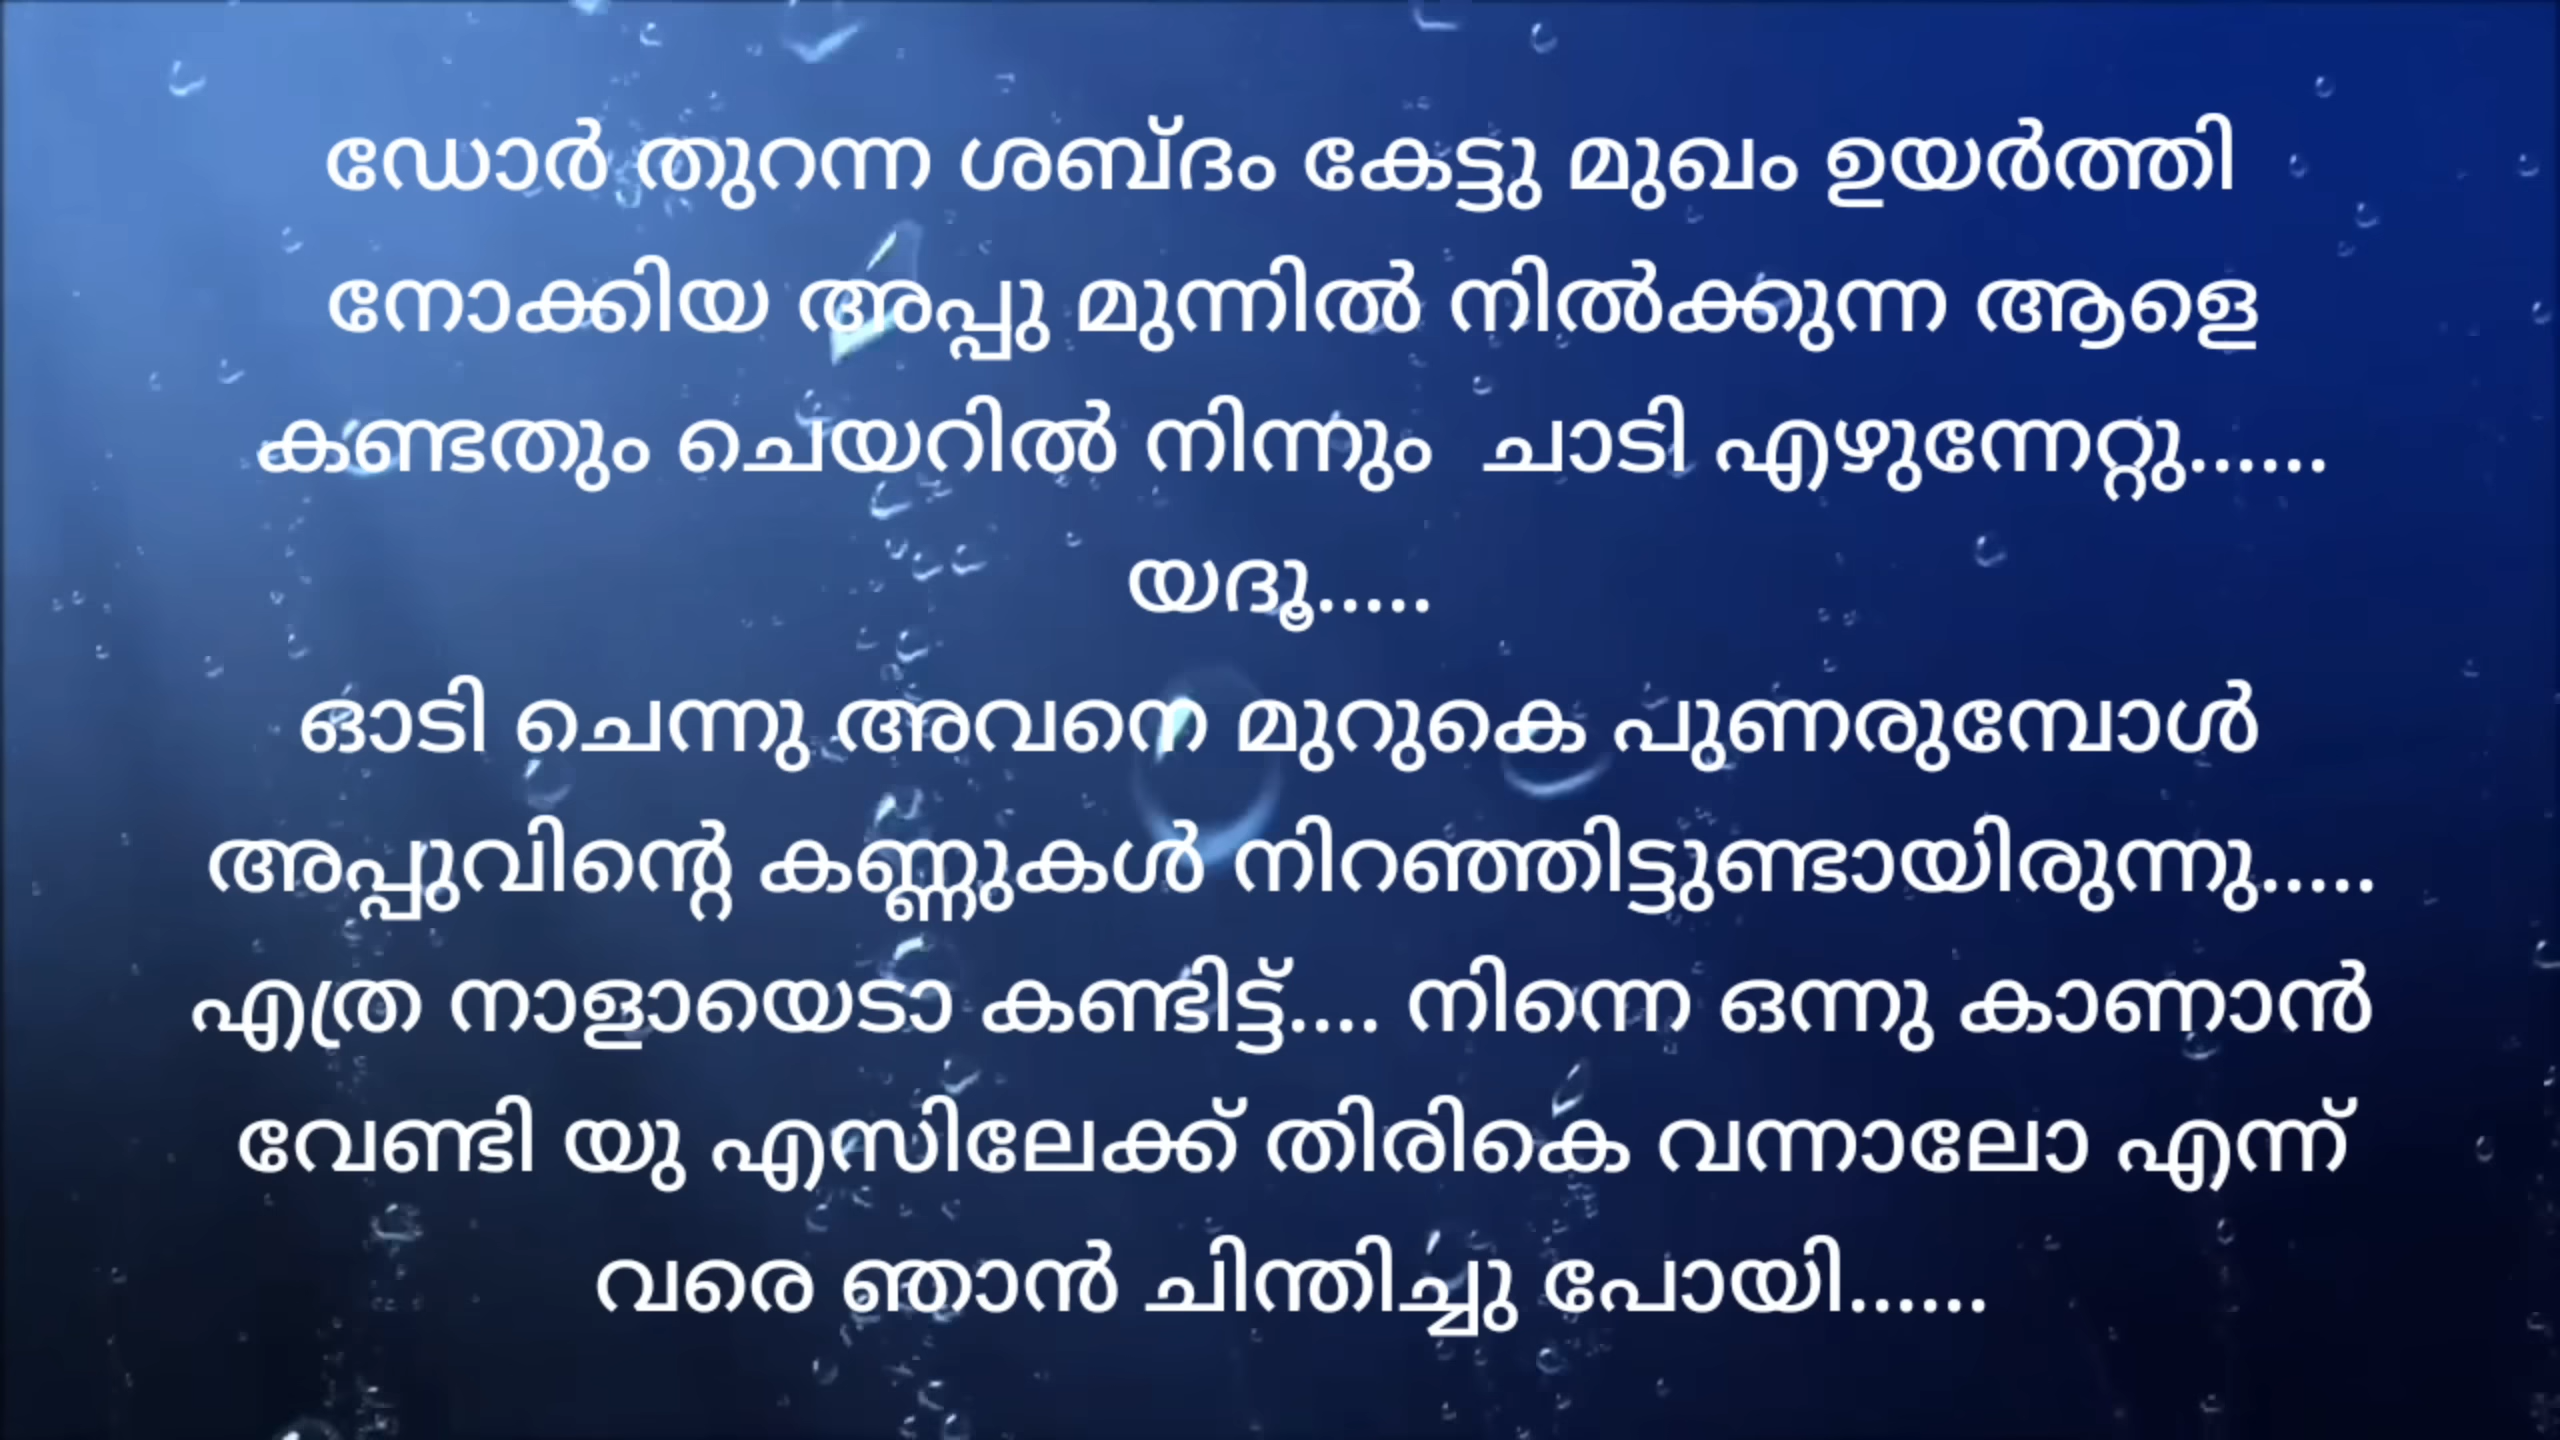 ഡോർ തുറന്ന ശബ്ദം കേട്ടു മുഖം ഉയർത്തി
നോക്കിയ അപ്പു മുന്നിൽ നിൽക്കുന്ന ആളെ
കണ്ടതും ചെയറിൽ നിന്നും  ചാടി എഴുന്നേറ്റു......
യദൂ.....
ഓടി ചെന്നു അവനെ മുറുകെ പുണരുമ്പോൾ
അപ്പുവിന്റെ കണ്ണുകൾ നിറഞ്ഞിട്ടുണ്ടായിരുന്നു.....
എത്ര നാളായെടാ കണ്ടിട്ട്.... നിന്നെ ഒന്നു കാണാൻ
വേണ്ടി യു എസിലേക്ക് തിരികെ വന്നാലോ എന്ന്
വരെ ഞാൻ ചിന്തിച്ചു പോയി......